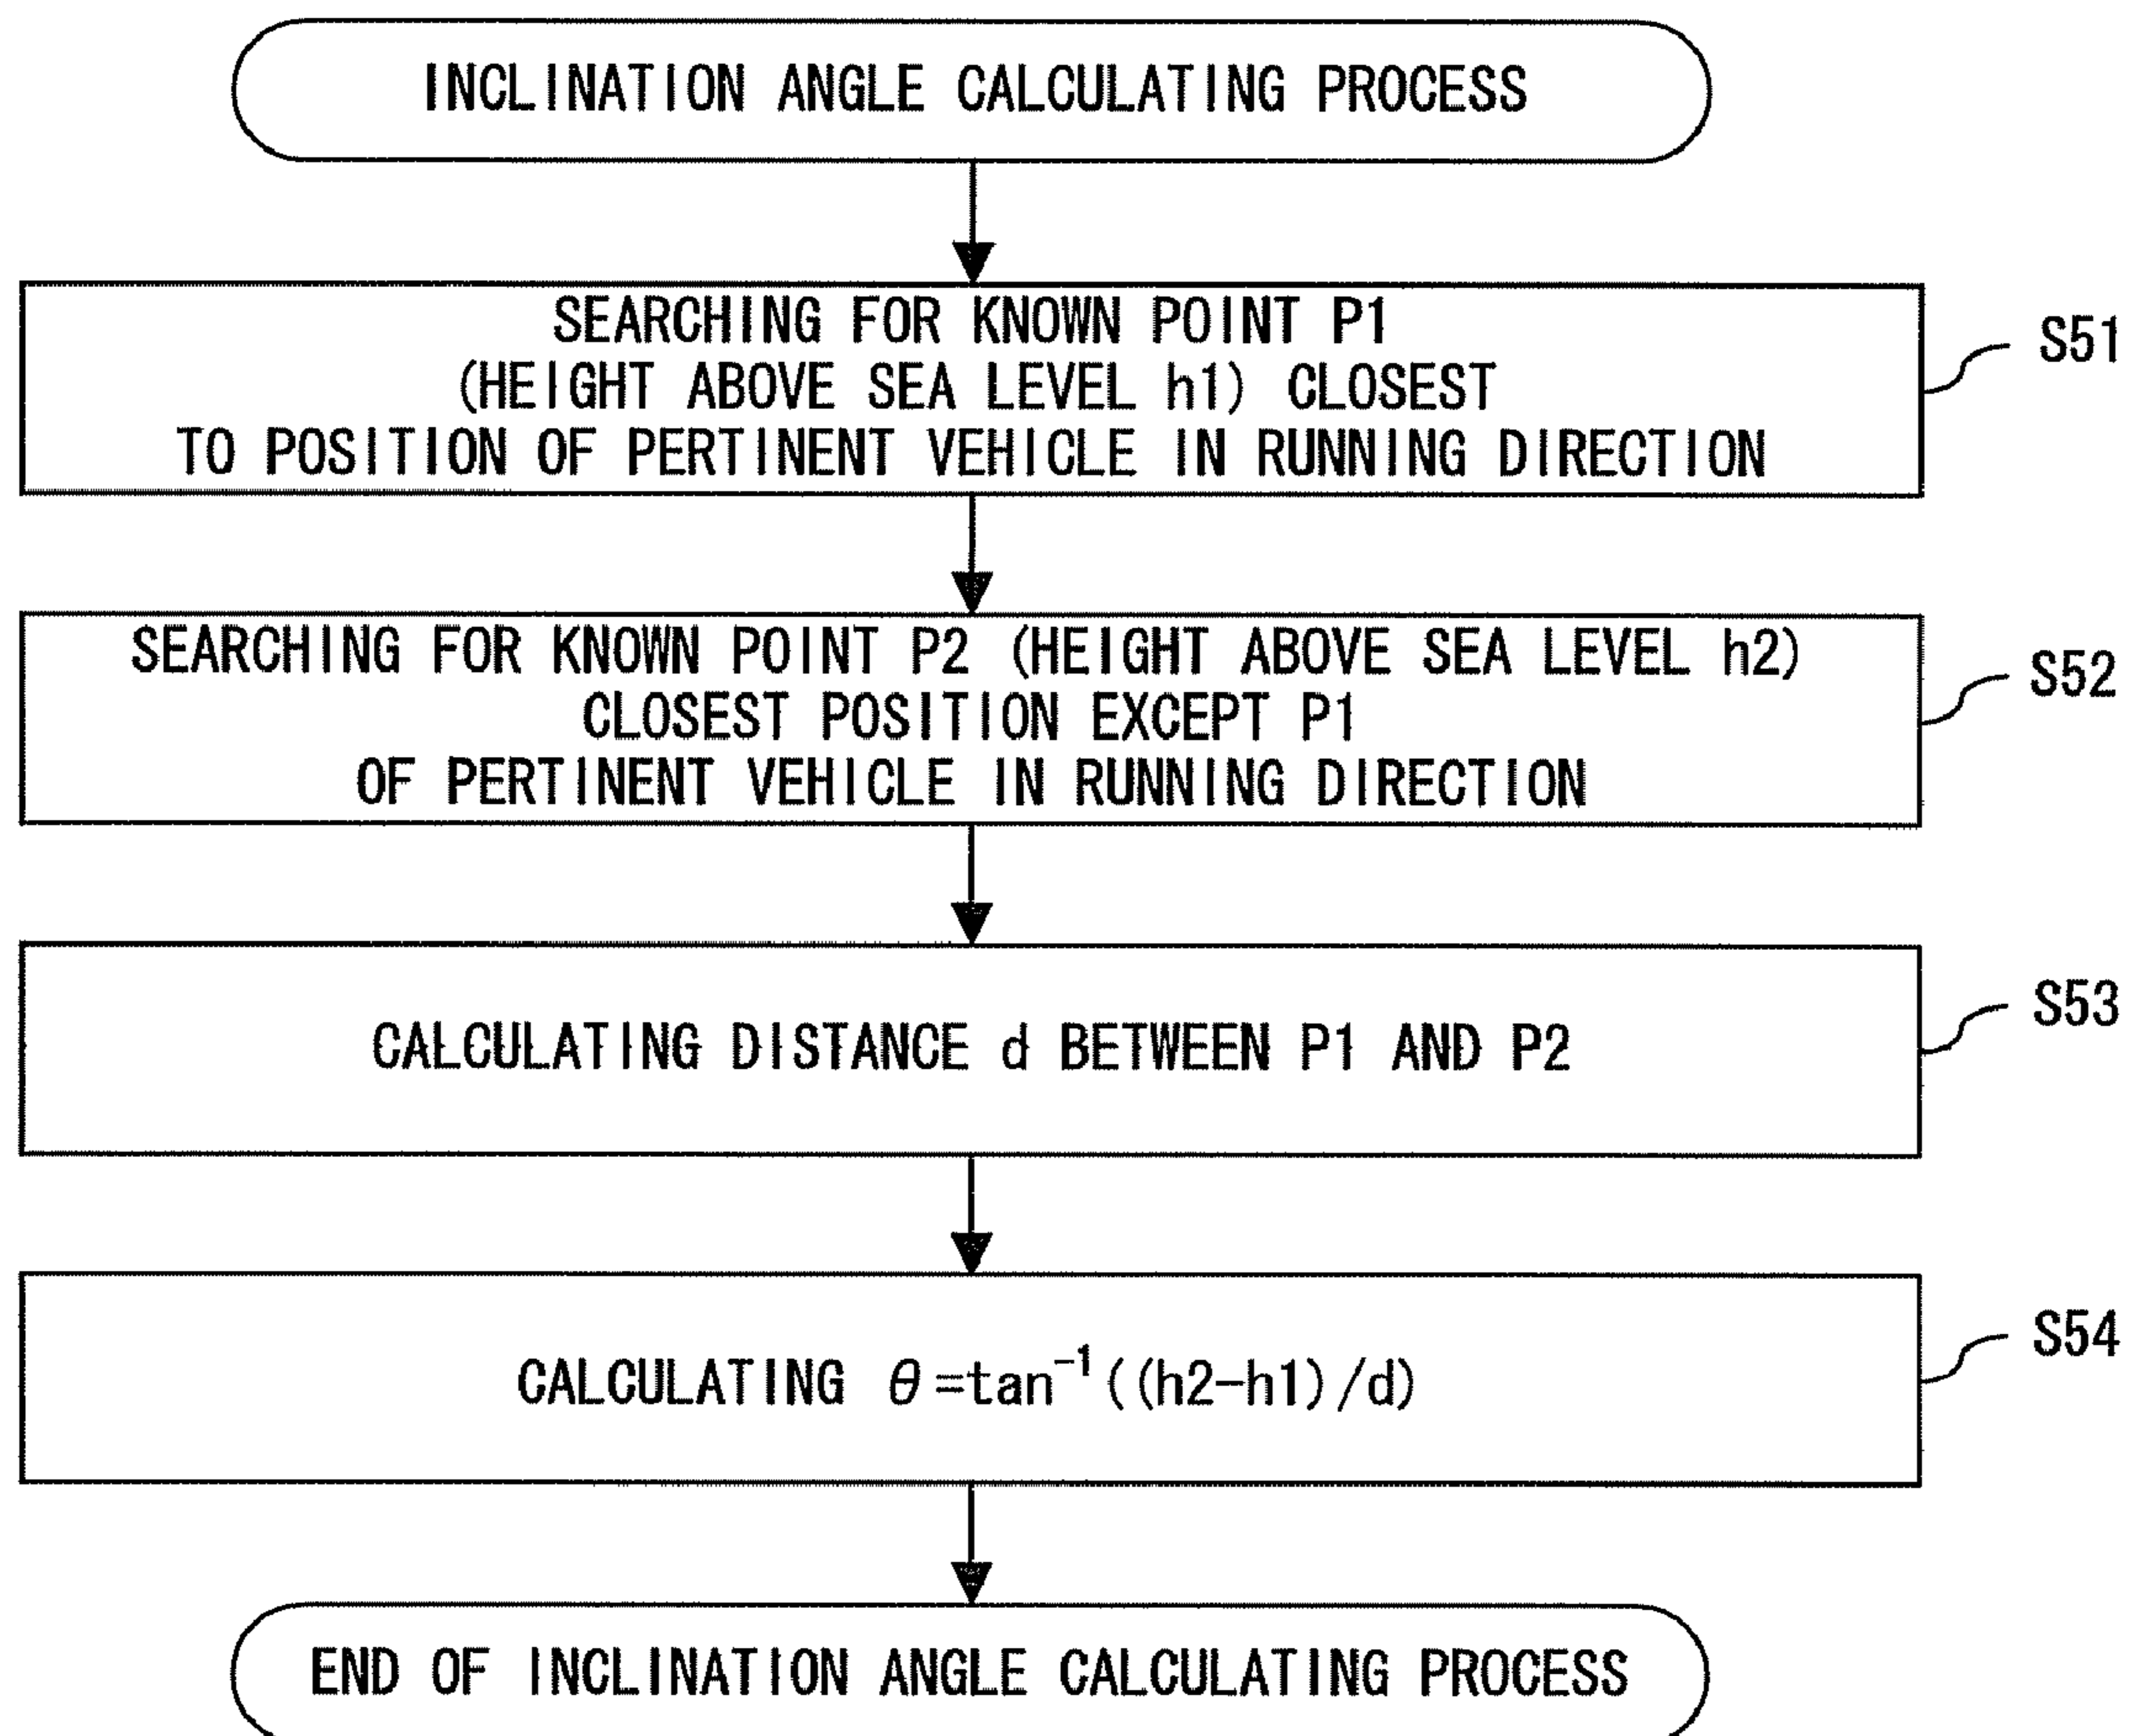 INCLINATION ANGLE CALCULATING PROCESS
SEARCHING FOR KNOWN POINT P1
(HEIGHT ABOVE SEA LEVEL h1) CLOSEST
TO POSITION OF PERTINENT VEHICLE IN RUNNING DIRECTION
S51
SEARCHING FOR KNOWN POINT P2 (HEIGHT ABOVE SEA LEVEL h2)
CLOSEST POSITION EXCEPT P1
OF PERTINENT VEHICLE IN RUNNING DIRECTION
S52
CALCULATING DISTANCE d BETWEEN P1 AND P2
S53
CALCULATING θ=tan⁻¹((h2-h1)/d)
S54
END OF INCLINATION ANGLE CALCULATING PROCESS